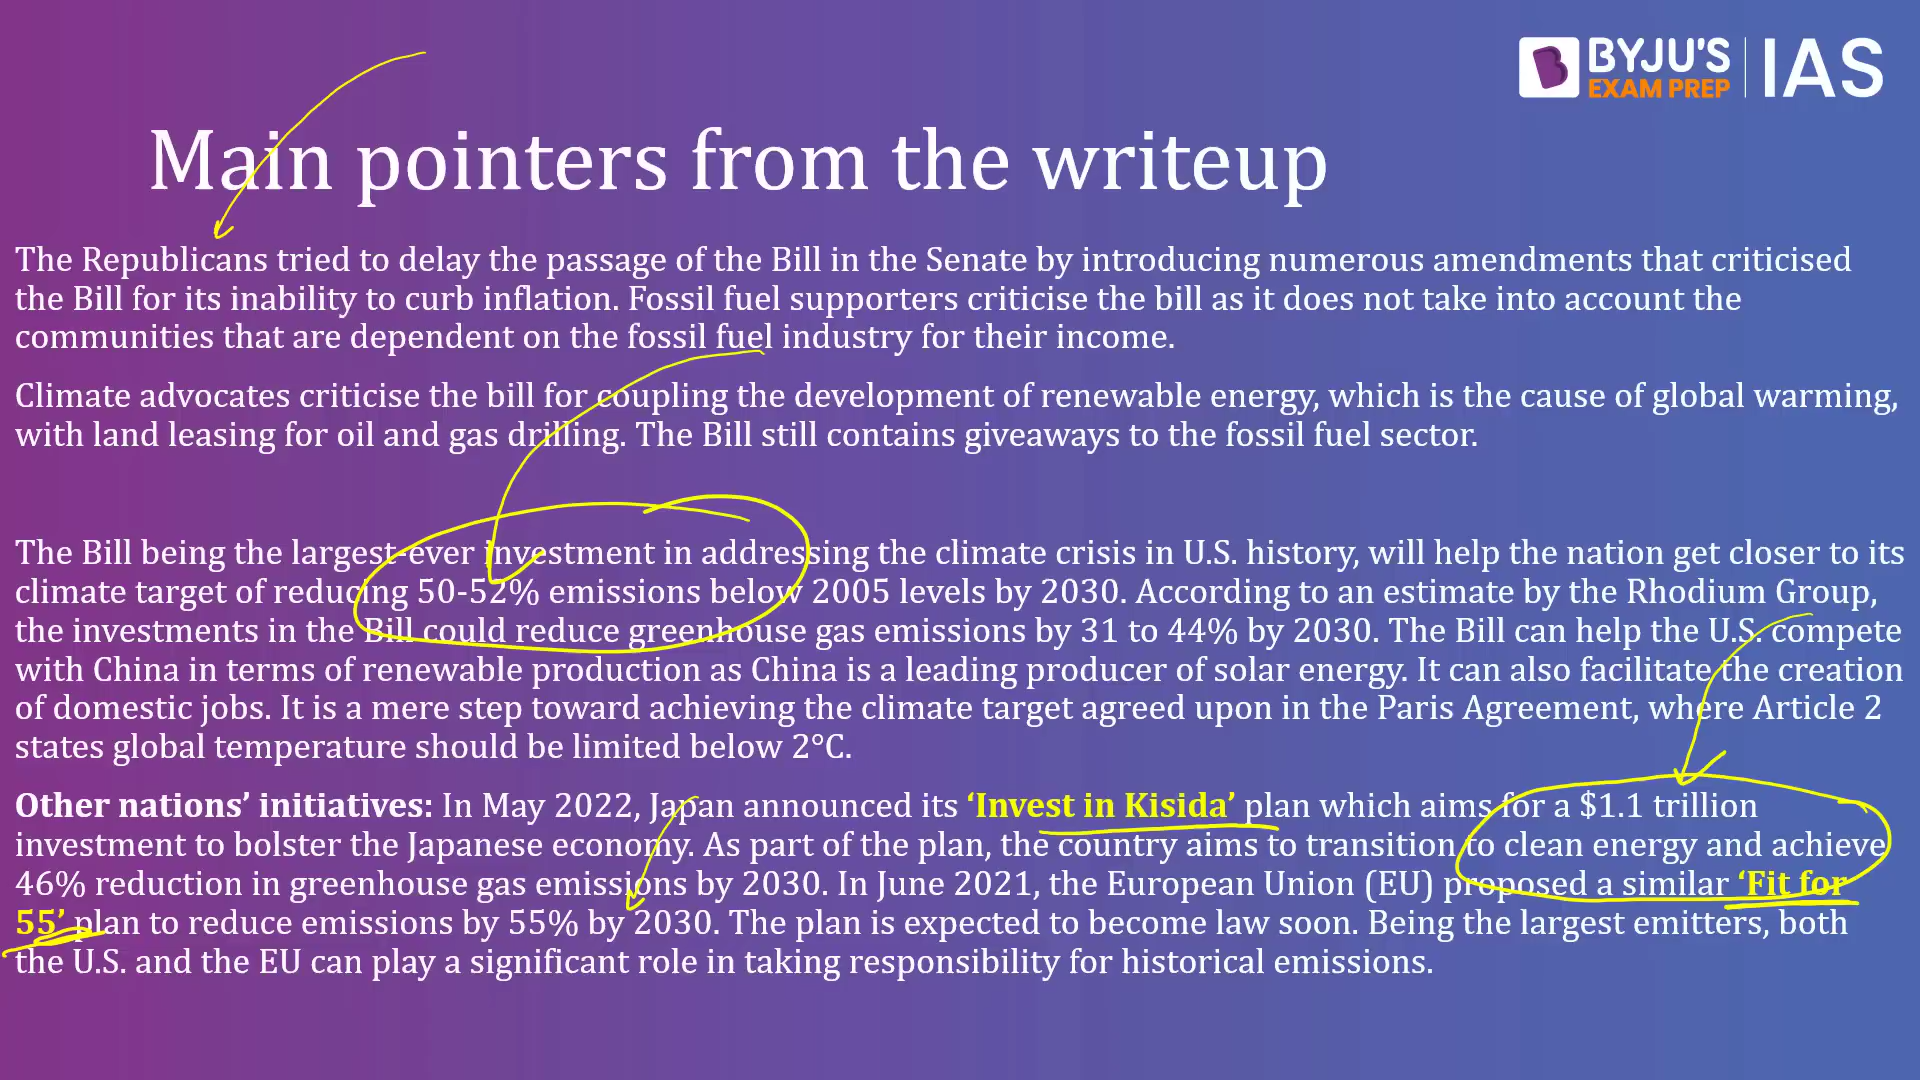 BYJU'S
EXAM PREP
IAS
Main pointers from the writeup
The Republicans tried to delay the passage of the Bill in the Senate by introducing numerous amendments that criticised
the Bill for its inability to curb inflation. Fossil fuel supporters criticise the bill as it does not take into account the
communities that are dependent on the fossil fuel industry for their income.
Climate advocates criticise the bill for coupling the development of renewable energy, which is the cause of global warming,
with land leasing for oil and gas drilling. The Bill still contains giveaways to the fossil fuel sector.
The Bill being the largest-ever investment in addressing the climate crisis in U.S. history, will help the nation get closer to its
climate target of reducing 50-52% emissions below 2005 levels by 2030. According to an estimate by the Rhodium Group,
the investments in the Bill could reduce greenhouse gas emissions by 31 to 44% by 2030. The Bill can help the U.S. compete
with China in terms of renewable production as China is a leading producer of solar energy. It can also facilitate the creation
of domestic jobs. It is a mere step toward achieving the climate target agreed upon in the Paris Agreement, where Article 2
states global temperature should be limited below 2°C.
Other nations’ initiatives: In May 2022, Japan announced its ‘Invest in Kisida’ plan which aims for a $1.1 trillion
investment to bolster the Japanese economy. As part of the plan, the country aims to transition to clean energy and achieve
46% reduction in greenhouse gas emissions by 2030. In June 2021, the European Union (EU) proposed a similar ‘Fit for
55’ plan to reduce emissions by 55% by 2030. The plan is expected to become law soon. Being the largest emitters, both
the U.S. and the EU can play a significant role in taking responsibility for historical emissions.